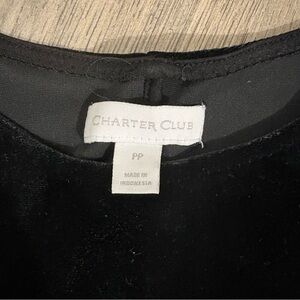 CHARTER CLUB
PP
MADE IN
INDONESIA